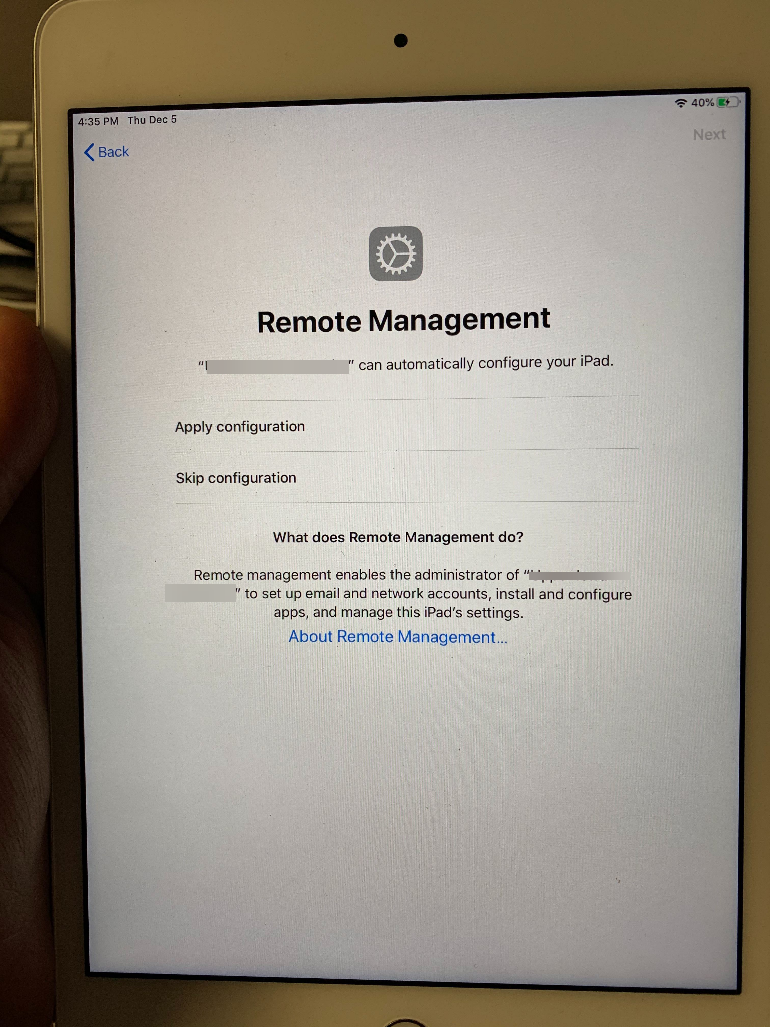 4:35 PM Thu Dec 5
40%
Back
Next
Remote Management
“ ” can automatically configure your iPad.
Apply configuration
Skip configuration
What does Remote Management do?
Remote management enables the administrator of “
” to set up email and network accounts, install and configure
apps, and manage this iPad’s settings.
About Remote Management...